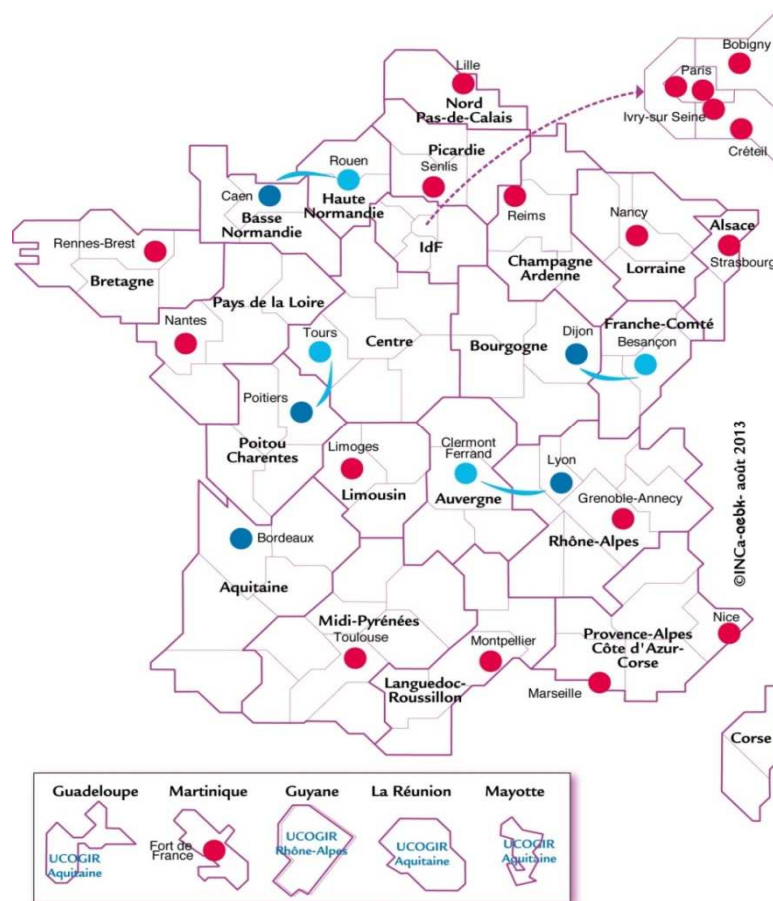 Bobigny
Lille
Paris
Nord
Pas-de-Calais
Ivry-sur Seine
Créteil
Picardie
Rouen
Senlis
Caen
Haute
Normandie
Basse
Normandie
Reims
Nancy
Alsace
Strasbourg
Rennes-Brest
IdF
Champagne
Ardenne
Lorraine
Bretagne
Pays de la Loire
Nantes
Tours
Centre
Bourgogne
Dijon
Franche-Comté
Besançon
Poitiers
Poitou
Charentes
Limoges
Limousin
Clermont
Ferrand
Auvergne
Lyon
Grenoble-Annecy
Rhône-Alpes
©INCa-oebk- août 2013
Bordeaux
Aquitaine
Midi-Pyrénées
Toulouse
Montpellier
Languedoc-
Roussillon
Provence-Alpes
Côte d'Azur-
Corse
Nice
Marseille
Corse
Guadeloupe
Martinique
Guyane
La Réunion
Mayotte
UCOGIR
Aquitaine
Fort de
France
UCOGIR
Rhône-Alpes
UCOGIR
Aquitaine
UCOGIR
Aquitaine